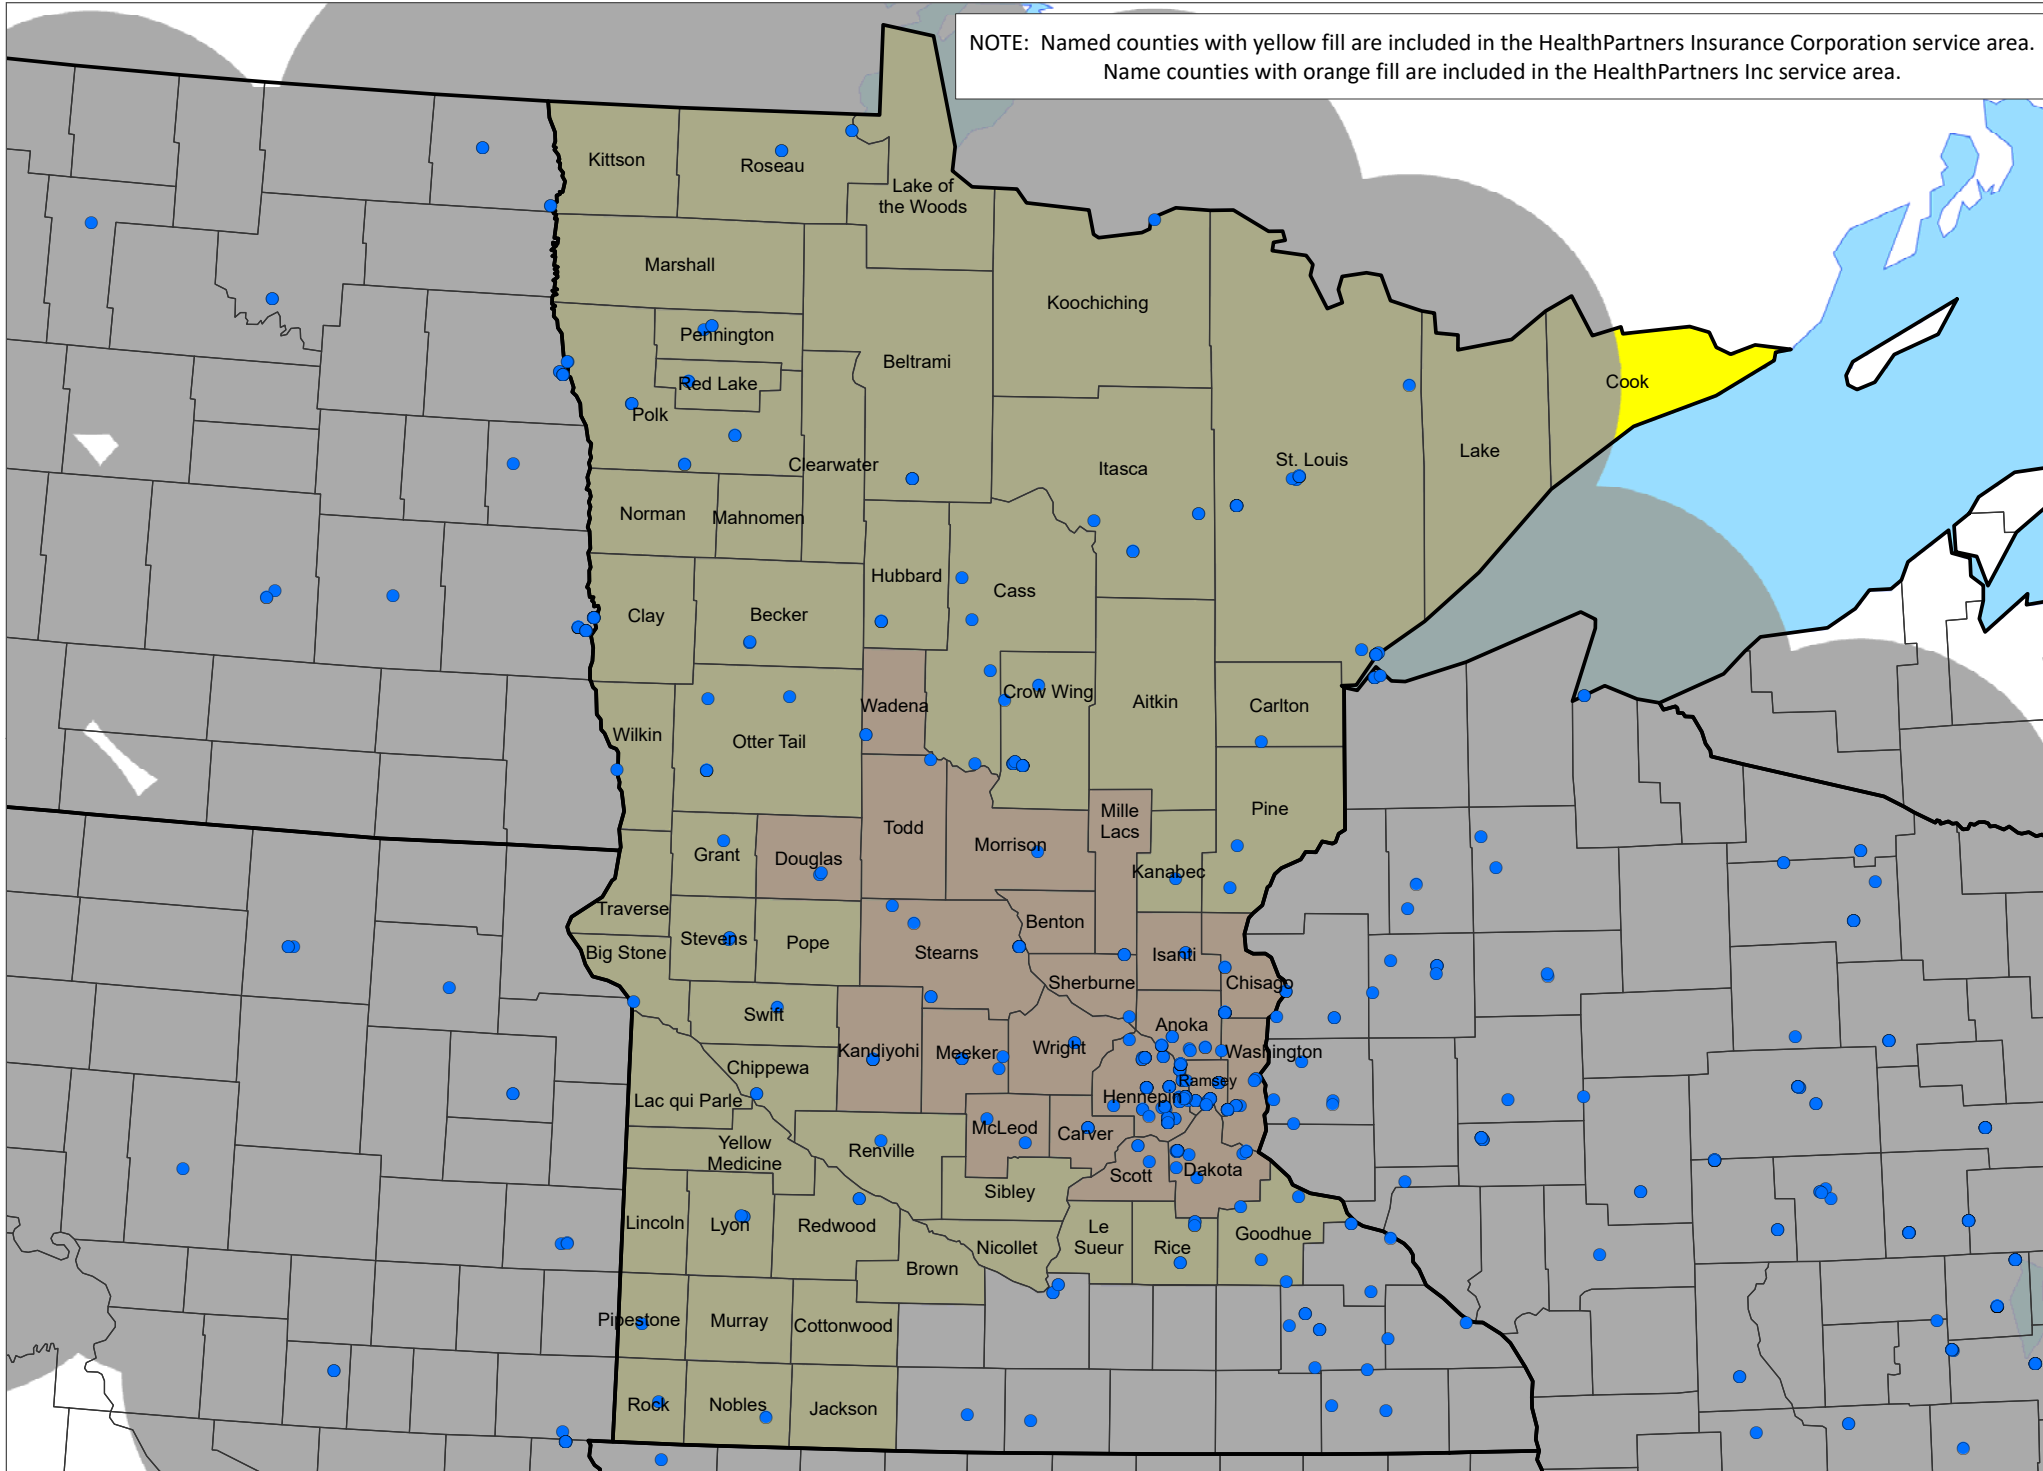 NOTE:  Named counties with yellow fill are included in the HealthPartners Insurance Corporation service area.
Name counties with orange fill are included in the HealthPartners Inc service area.
Kittson
Roseau
Lake of
the Woods
Marshall
Koochiching
Pennington
Beltrami
Red Lake
Cook
Polk
Lake
St. Louis
Clearwater
Itasca
Norman
Mahnomen
Hubbard
Cass
Clay
Becker
Crow Wing
Wadena
Aitkin
Carlton
Wilkin
Otter Tail
Pine
Mille
Lacs
Todd
Morrison
Grant
Douglas
Kanabec
Traverse
Benton
Stevens
Pope
Big Stone
Stearns
Isanti
Sherburne
Chisago
Swift
Anoka
Kandiyohi
Meeker
Wright
Washington
Chippewa
Ramsey
Hennepin
Lac qui Parle
McLeod
Carver
Yellow
Medicine
Renville
Scott
Dakota
Sibley
Lincoln
Lyon
Redwood
Le
Sueur
Goodhue
Nicollet
Rice
Brown
Pipestone
Murray
Cottonwood
Rock
Nobles
Jackson